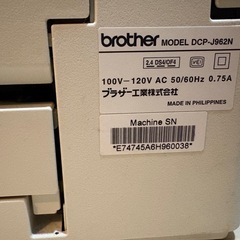 brother MODEL DCP-J962N
2.4 DS4/OF4
100V-120V AC 50/60Hz 0.75A
ブラザー工業株式会社
MADE IN PHILIPPINES
Machine SN
*E74745A6H960038*